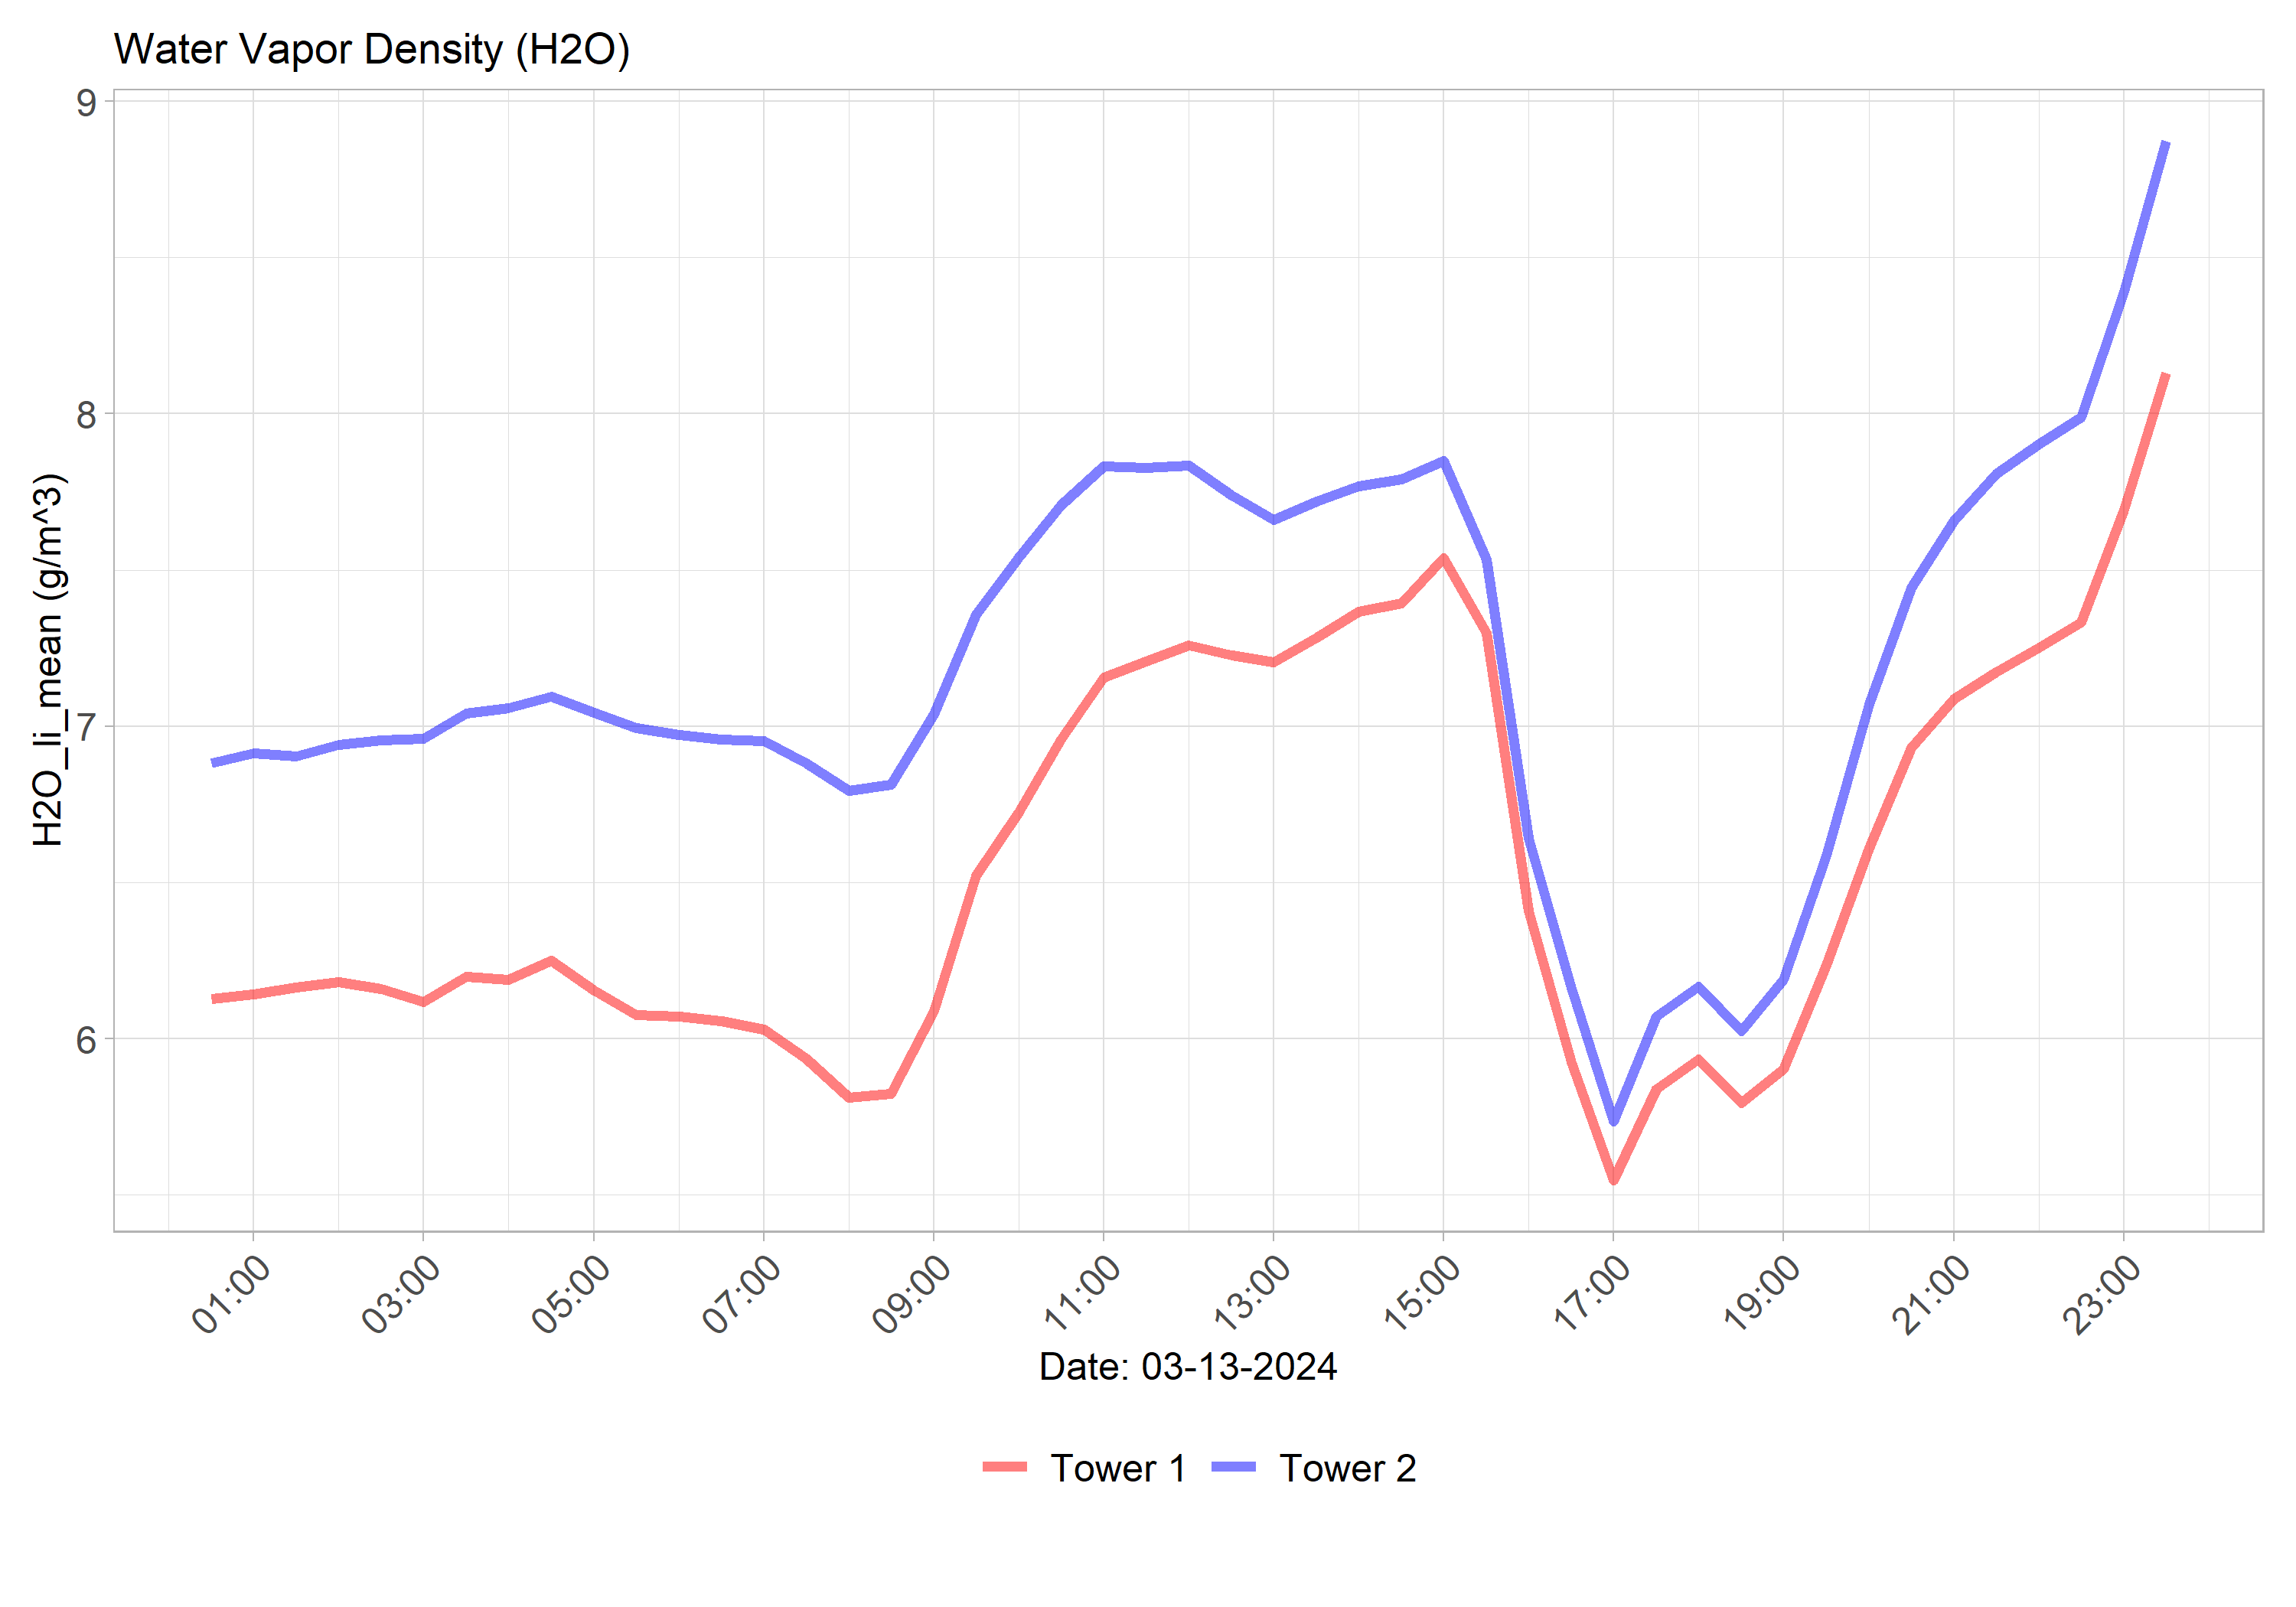 Water Vapor Density (H2O)
9
8
7
6
H2O_li_mean (g/m^3)
01:00 03:00 05:00 07:00 09:00 11:00 13:00 15:00 17:00 19:00 21:00 23:00
Date: 03-13-2024
Tower 1 Tower 2